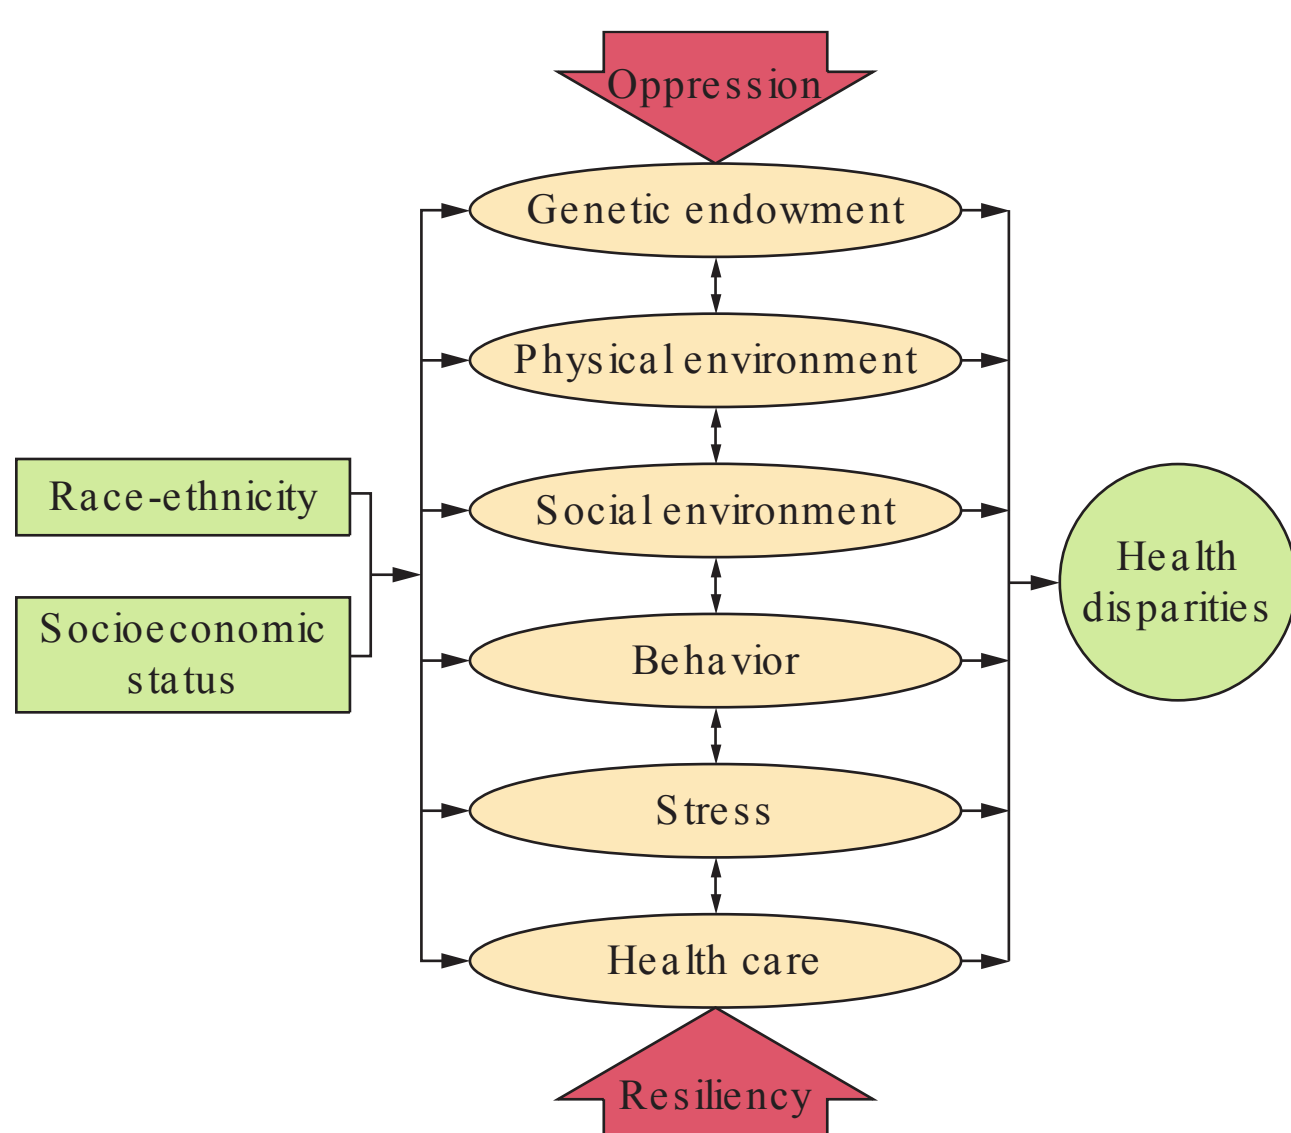 Oppression
Genetic endowment
Physical environment
Social environment
Behavior
Stress
Health care
Resiliency
Race-ethnicity
Socioeconomic
status
Health
disparities